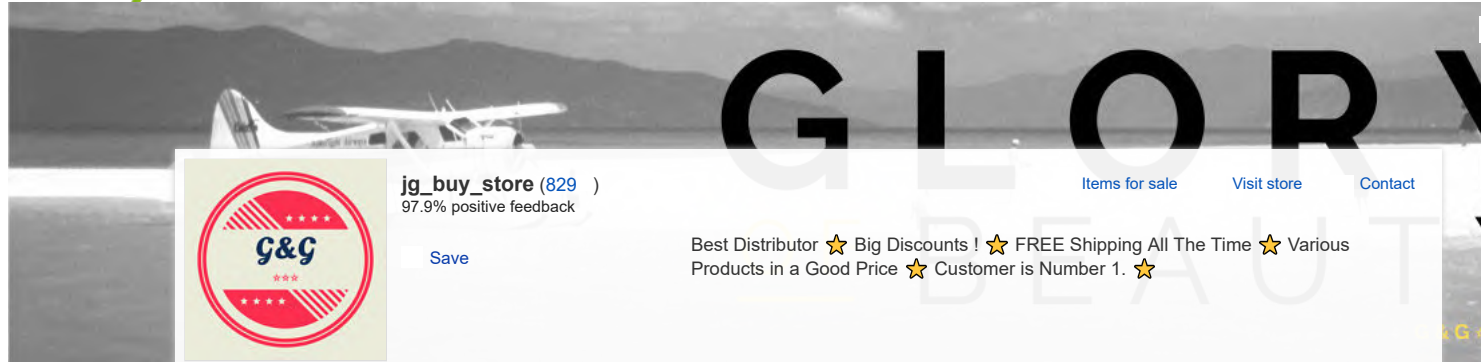 GLORY
jg_buy_store (829 )
97.9% positive feedback
Items for sale
Visit store
Contact
G&G
Save
BEAUT
Best Distributor ⭐ Big Discounts ! ⭐ FREE Shipping All The Time ⭐ Various
Products in a Good Price ⭐ Customer is Number 1. ⭐